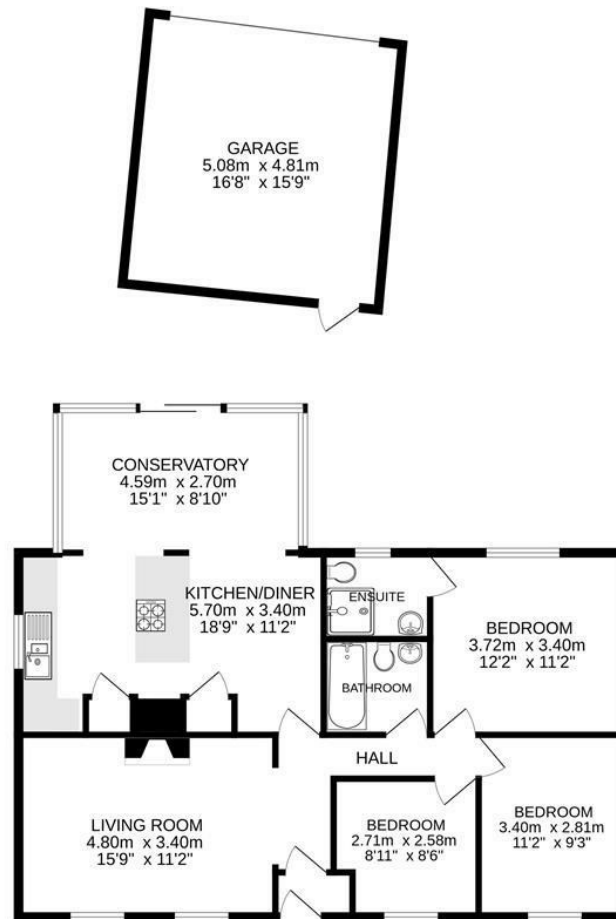 GARAGE
5.08m x 4.81m
16'8" x 15'9"
CONSERVATORY
4.59m x 2.70m
15'1" x 8'10"
KITCHEN/DINER
5.70m x 3.40m
18'9" x 11'2"
ENSUITE
BEDROOM
3.72m x 3.40m
12'2" x 11'2"
BATHROOM
HALL
LIVING ROOM
4.80m x 3.40m
15'9" x 11'2"
BEDROOM
2.71m x 2.58m
8'11" x 8'6"
BEDROOM
3.40m x 2.81m
11'2" x 9'3"